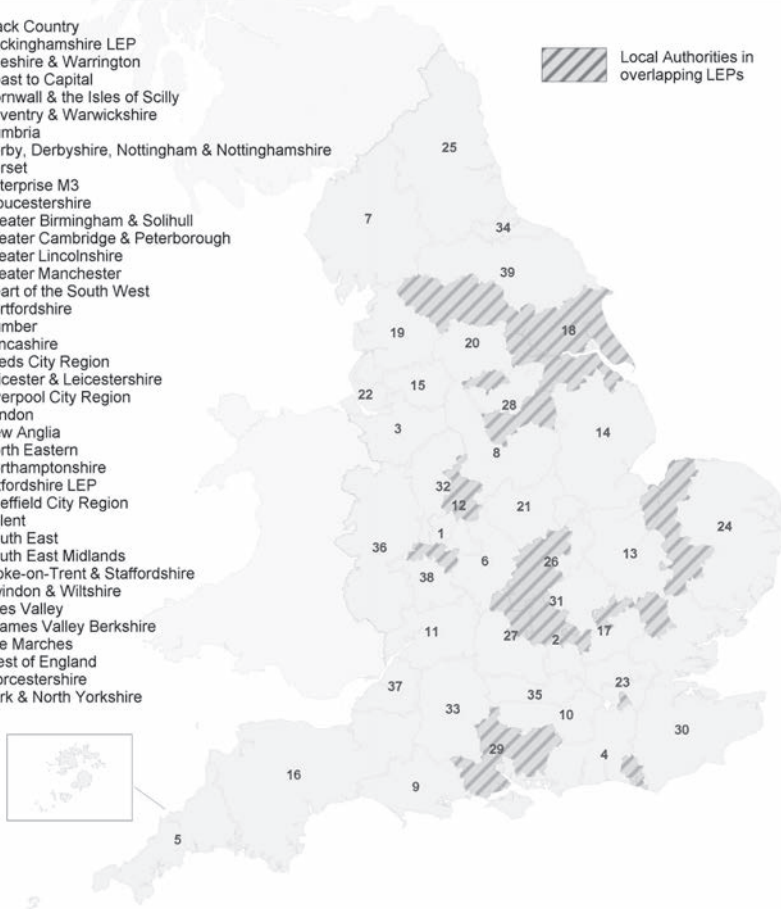 ack Country
ckinghamshire LEP
eshire & Warrington
ast to Capital
rnwall & the Isles of Scilly
ventry & Warwickshire
mbria
rby, Derbyshire, Nottingham & Nottinghamshire
rset
terprise M3
oucestershire
eater Birmingham & Solihull
eater Cambridge & Peterborough
eater Lincolnshire
eater Manchester
art of the South West
rtfordshire
mber
ncashire
eds City Region
icester & Leicestershire
verpool City Region
ndon
w Anglia
rth Eastern
rthamptonshire
fordshire LEP
effield City Region
lent
uth East
uth East Midlands
oke-on-Trent & Staffordshire
indon & Wiltshire
es Valley
ames Valley Berkshire
e Marches
est of England
orcestershire
rk & North Yorkshire
Local Authorities in
overlapping LEPs
25
7
34
39
18
19
20
15
22
28
3
14
8
32
12
21
24
1
36
13
6
26
38
31
11
27
2
17
37
23
35
33
10
30
29
4
16
9
5